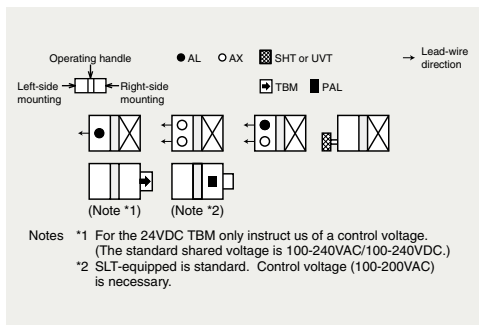 Operating handle
● AL ○ AX SHT or UVT
→ Lead-wire
direction
Left-side
mounting
Right-side
mounting
TBM PAL
(Note *1) (Note *2)
Notes *1 For the 24VDC TBM only instruct us of a control voltage.
(The standard shared voltage is 100-240VAC/100-240VDC.)
*2 SLT-equipped is standard. Control voltage (100-200VAC)
is necessary.